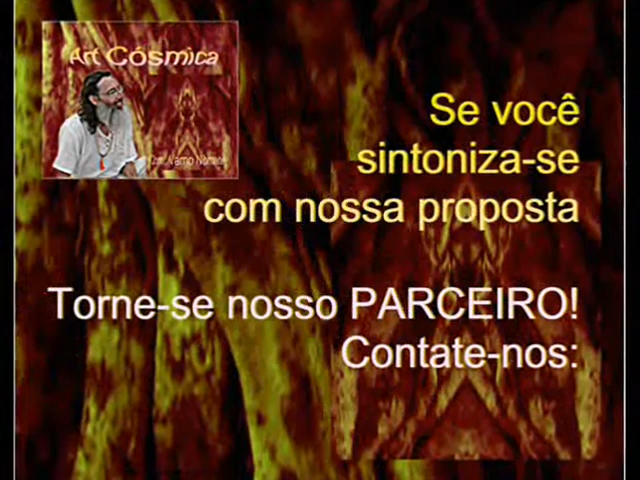 Art Cósmica
Se você
sintoniza-se
com nossa proposta
Torne-se nosso PARCEIRO!
Contate-nos: